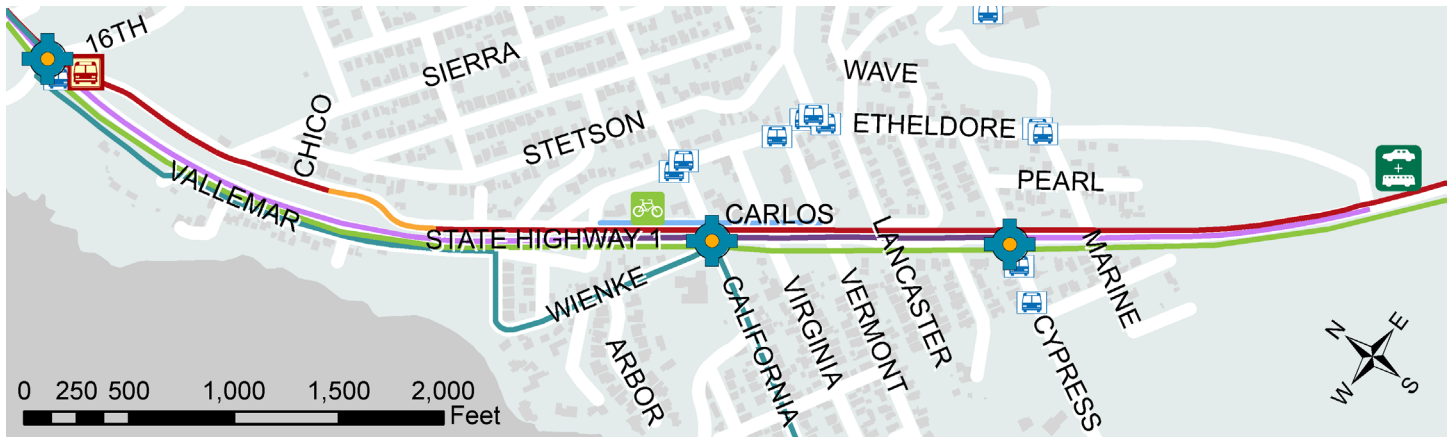 16TH
SIERRA
WAVE
CHICO
STETSON
ETHELDORE
PEARL
VALLEMAR
CARLOS
STATE HIGHWAY 1
LANCASTER
MARINE
WIENKE
CALIFORNIA
VIRGINIA
VERMONT
ARBOR
CYPRESS
N
E
W
S
0 250 500 1,000 1,500 2,000
Feet
+